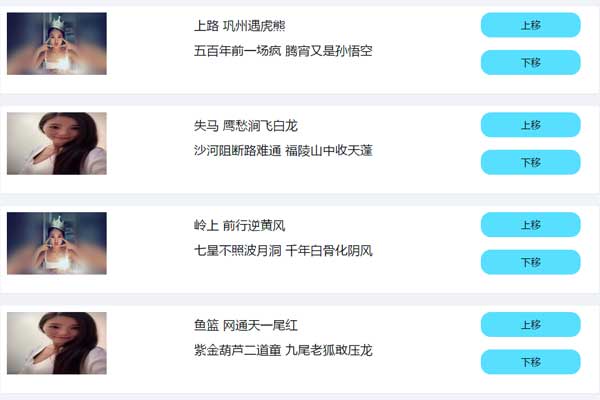 上路 巩州遇虎熊
上移
五百年前一场疯 腾宵又是孙悟空
下移
失马 鹰愁涧飞白龙
上移
沙河阻断路难通 福陵山中收天蓬
下移
岭上 前行逆黄风
上移
七星不照波月洞 千年白骨化阴风
下移
鱼篮 网通天一尾红
上移
紫金葫芦二道童 九尾老狐敢压龙
下移